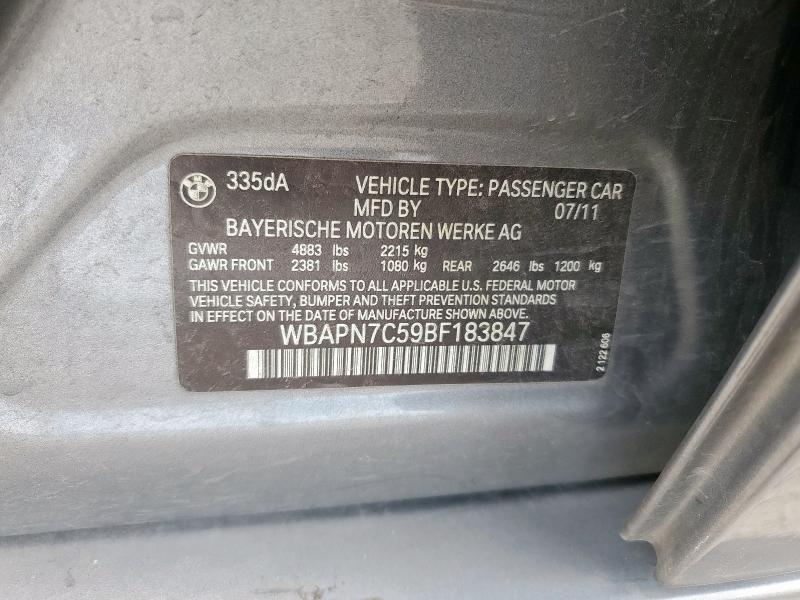 335dA VEHICLE TYPE: PASSENGER CAR
MFD BY 07/11
BAYERISCHE MOTOREN WERKE AG
GVWR 4883 lbs 2215 kg
GAWR FRONT 2381 lbs 1080 kg REAR 2646 lbs 1200 kg
THIS VEHICLE CONFORMS TO ALL APPLICABLE U.S. FEDERAL MOTOR
VEHICLE SAFETY, BUMPER AND THEFT PREVENTION STANDARDS
IN EFFECT ON THE DATE OF MANUFACTURE SHOWN ABOVE.
WBAPN7C59BF183847
2 122 606